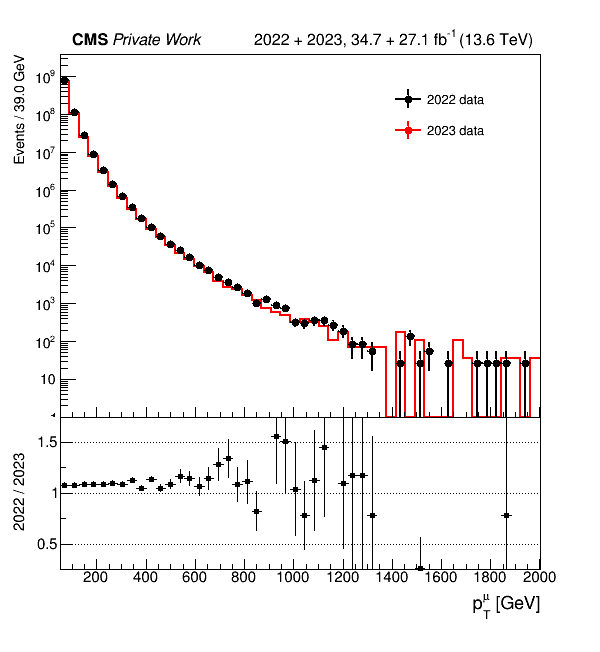 CMS Private Work 2022 + 2023, 34.7 + 27.1 fb-1 (13.6 TeV)
Events / 39.0 GeV
10^9
10^8
10^7
10^6
10^5
10^4
10^3
10^2
10
2022 data
2023 data
2022 / 2023
1.5
1
0.5
200 400 600 800 1000 1200 1400 1600 1800 2000
p_T^μ [GeV]